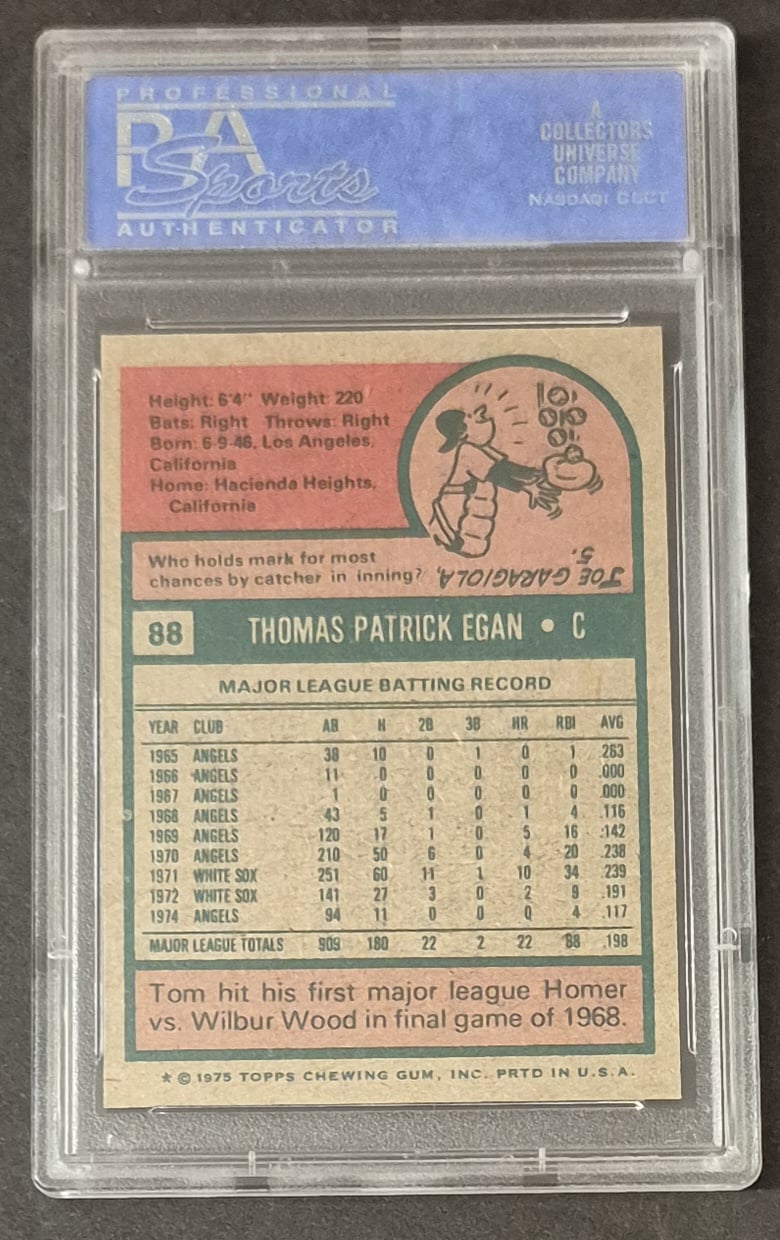 PROFESSIONAL
PSA
Sports
AUTHENTICATOR
A
COLLECTORS
UNIVERSE
COMPANY
NASDAQ: CLCT
Height: 6'4" Weight: 220
Bats: Right Throws: Right
Born: 6-9-46, Los Angeles,
California
Home: Hacienda Heights,
California
Who holds mark for most
chances by catcher in inning?
JOE GARAGIOLA,
5.
88 THOMAS PATRICK EGAN • C
MAJOR LEAGUE BATTING RECORD
YEAR CLUB AB H 2B 3B HR RBI AVG
1965 ANGELS 38 10 0 1 0 1 .263
1966 ANGELS 11 0 0 0 0 0 .000
1967 ANGELS 1 0 0 0 0 0 .000
1968 ANGELS 43 5 1 0 1 4 .116
1969 ANGELS 120 17 1 0 5 16 .142
1970 ANGELS 210 50 6 0 4 20 .238
1971 WHITE SOX 251 60 11 1 10 34 .239
1972 WHITE SOX 141 27 3 0 2 9 .191
1974 ANGELS 94 11 0 0 0 4 .117
MAJOR LEAGUE TOTALS 909 180 22 2 22 88 .198
Tom hit his first major league Homer
vs. Wilbur Wood in final game of 1968.
* © 1975 TOPPS CHEWING GUM, INC. PRTD IN U.S.A.